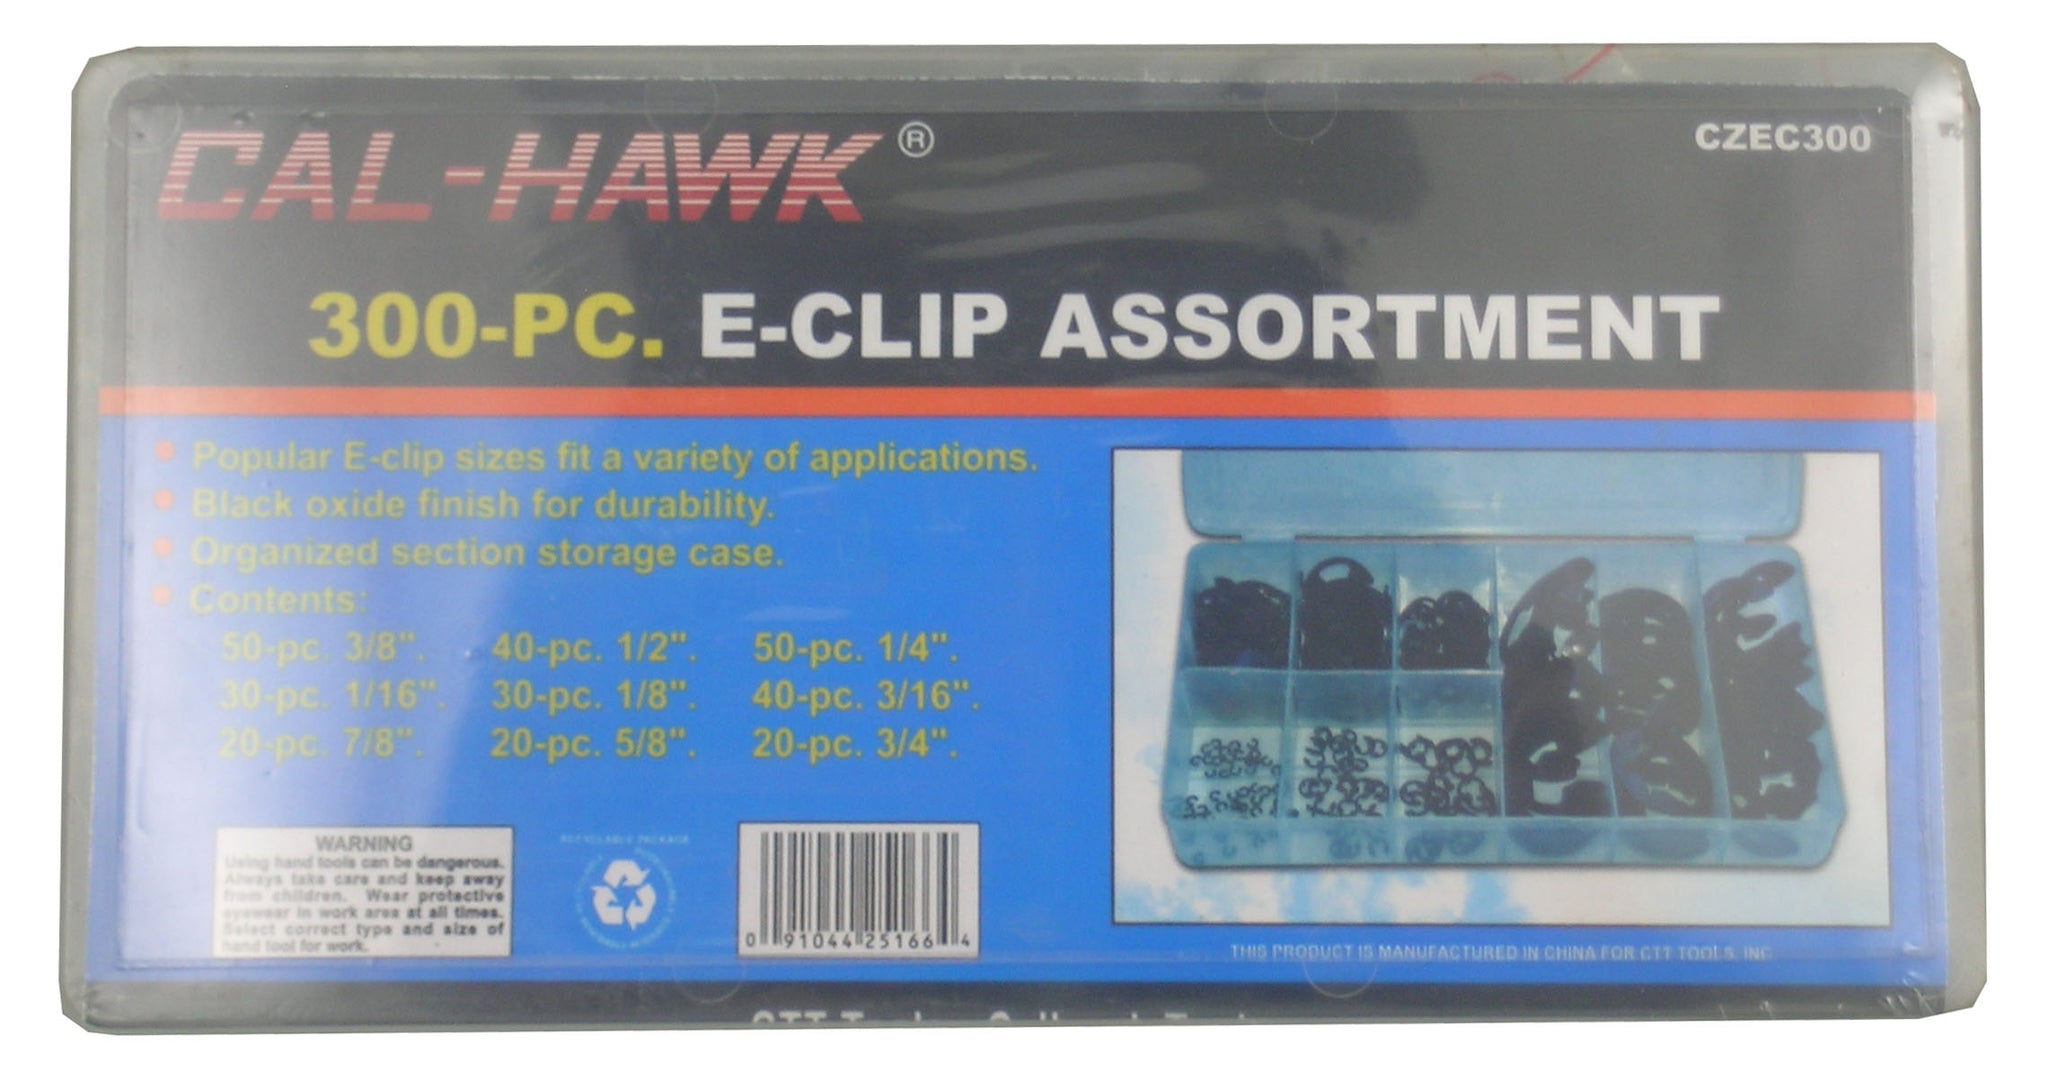 CAL-HAWK®
CZEC300
300-PC. E-CLIP ASSORTMENT
• Popular E-clip sizes fit a variety of applications.
• Black oxide finish for durability.
• Organized section storage case.
• Contents:
50-pc. 3/8". 40-pc. 1/2". 50-pc. 1/4".
30-pc. 1/16". 30-pc. 1/8". 40-pc. 3/16".
20-pc. 7/8". 20-pc. 5/8". 20-pc. 3/4".
WARNING
Using hand tools can be dangerous.
Always take care and keep away
from children. Wear protective
eyewear in work area at all times.
Select correct type and size of
hand tool for work.
RECYCLABLE PACKAGE
0 91044 25166 4
THIS PRODUCT IS MANUFACTURED IN CHINA FOR CTT TOOLS, INC